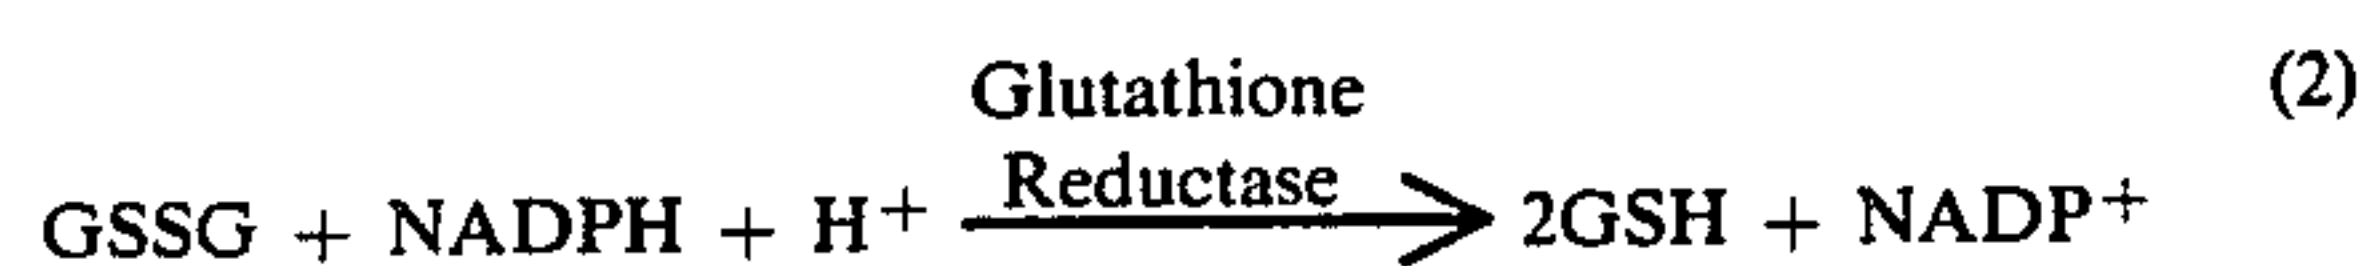 Glutathione (2)
Reductase
GSSG + NADPH + H⁺ ⟶ 2GSH + NADP⁺